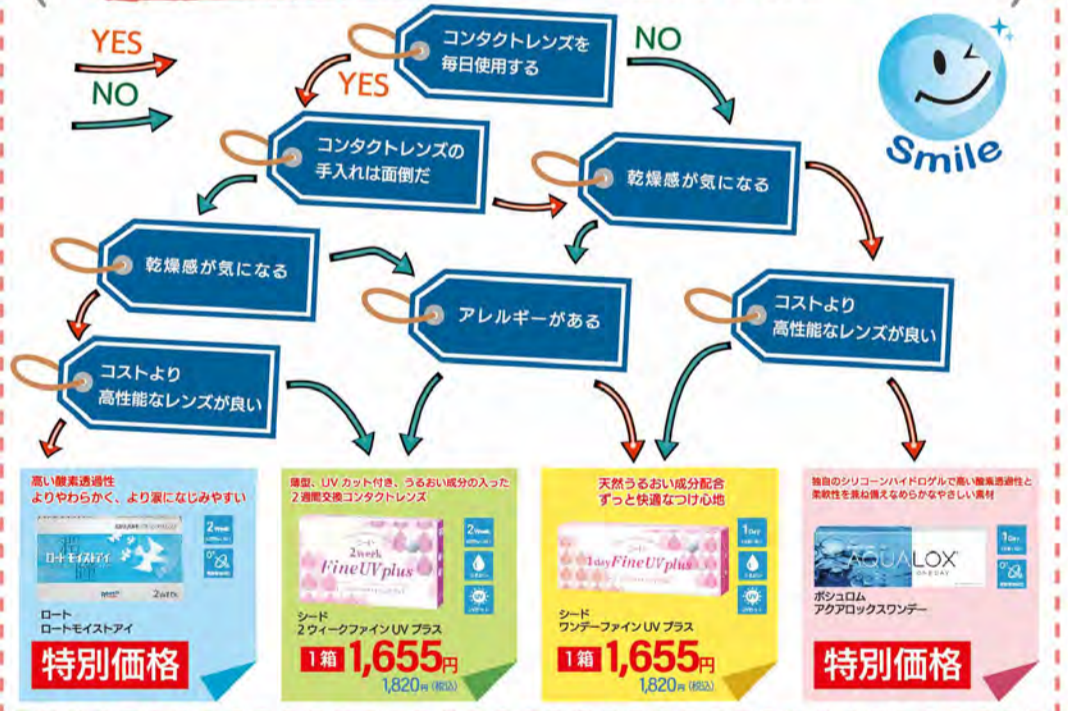 YES
NO
コンタクトレンズを
毎日使用する
YES
NO
Smile
コンタクトレンズの
手入れは面倒だ
乾燥感が気になる
乾燥感が気になる
アレルギーがある
コストより
高性能なレンズが良い
コストより
高性能なレンズが良い
高い酸素透過性
よりやわらかく、より涙になじみやすい
ロートモイストアイ
2week
2week
ロート
ロートモイストアイ
特別価格
薄型、UVカット付き、うるおい成分の入った
2週間交換コンタクトレンズ
シード
2week
FineUVplus
2week
UV
シード
2ウィークファインUVプラス
1箱1,655円
1,820円(税込)
天然うるおい成分配合
ずっと快適なつけ心地
シード
1dayFineUVplus
1DAY
UV
シード
ワンデーファインUVプラス
1箱1,655円
1,820円(税込)
独自のシリコーンハイドロゲルで高い酸素透過性と
柔軟性を兼ね備えなめらかなやさしい素材
AQUALOX
ONEDAY
1DAY
ボシュロム
アクアロックスワンデー
特別価格